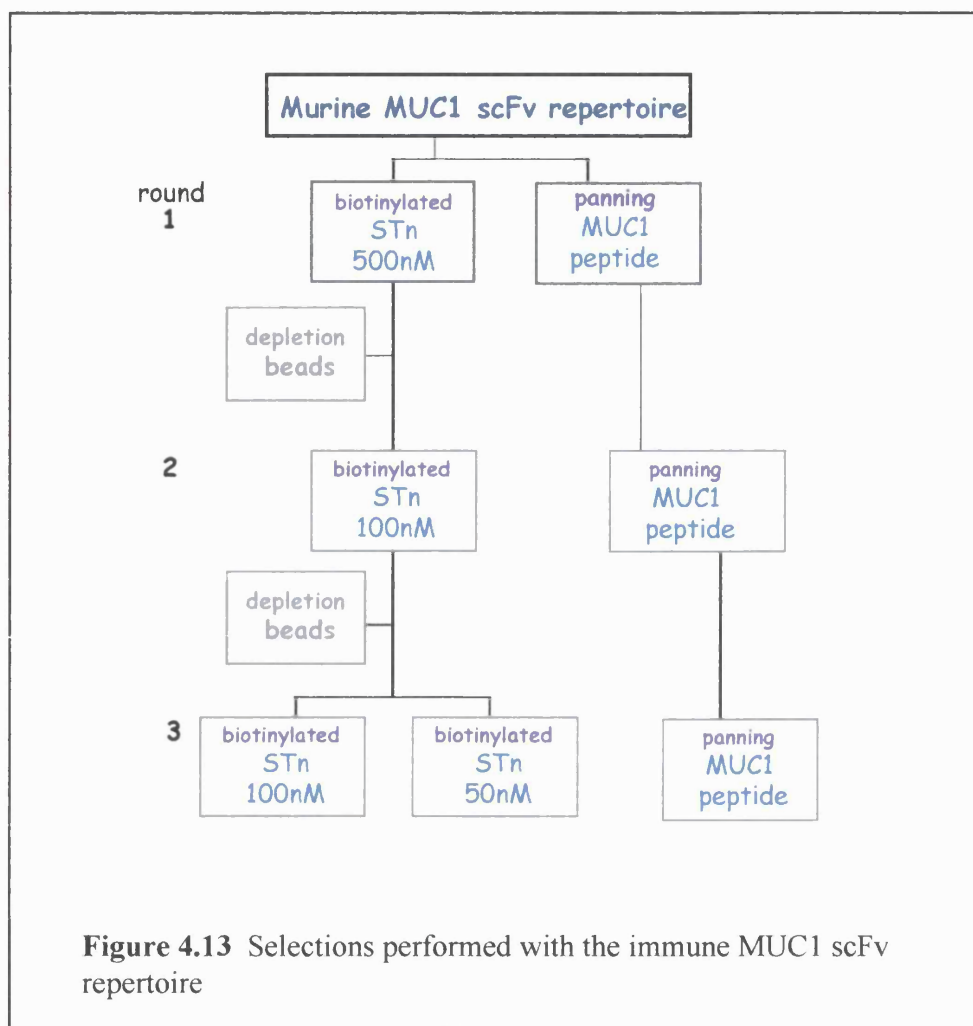 Murine MUC1 scFv repertoire
round
1
biotinylated
STn
500nM
panning
MUC1
peptide
depletion
beads
2
biotinylated
STn
100nM
panning
MUC1
peptide
depletion
beads
3
biotinylated
STn
100nM
biotinylated
STn
50nM
panning
MUC1
peptide
Figure 4.13 Selections performed with the immune MUC1 scFv
repertoire